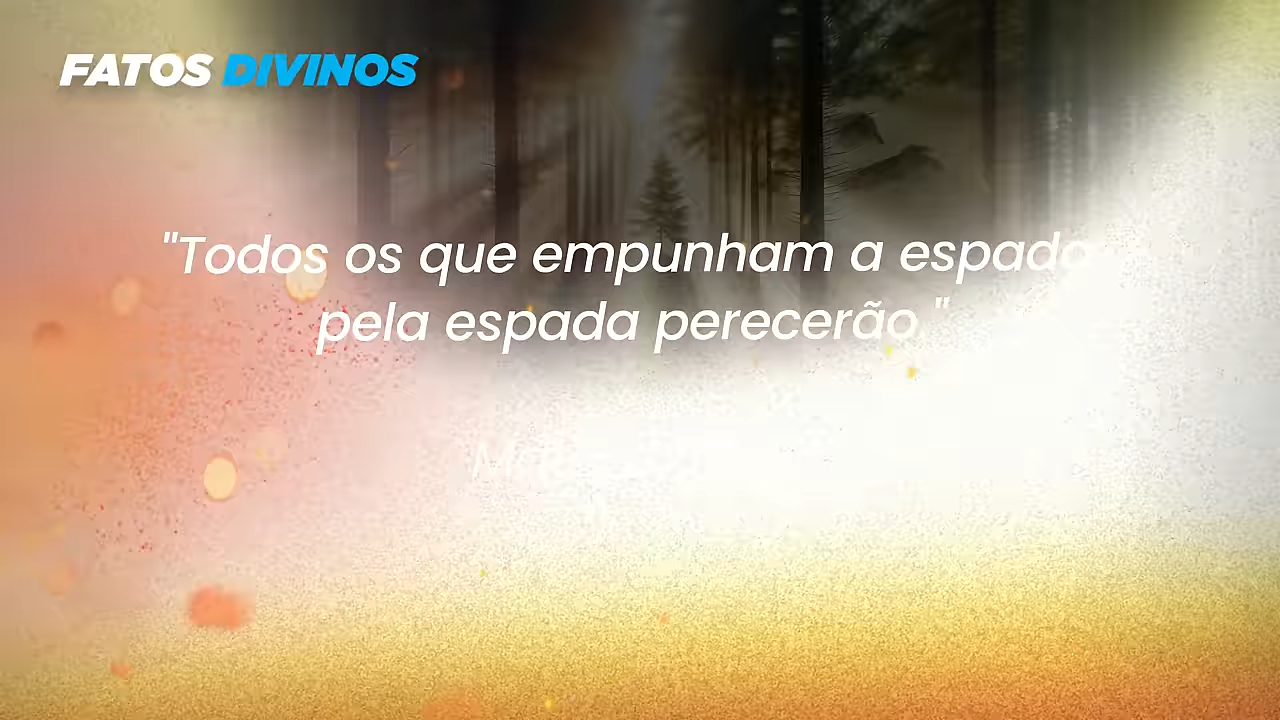 FATOS DIVINOS
"Todos os que empunham a espada
pela espada perecerão."